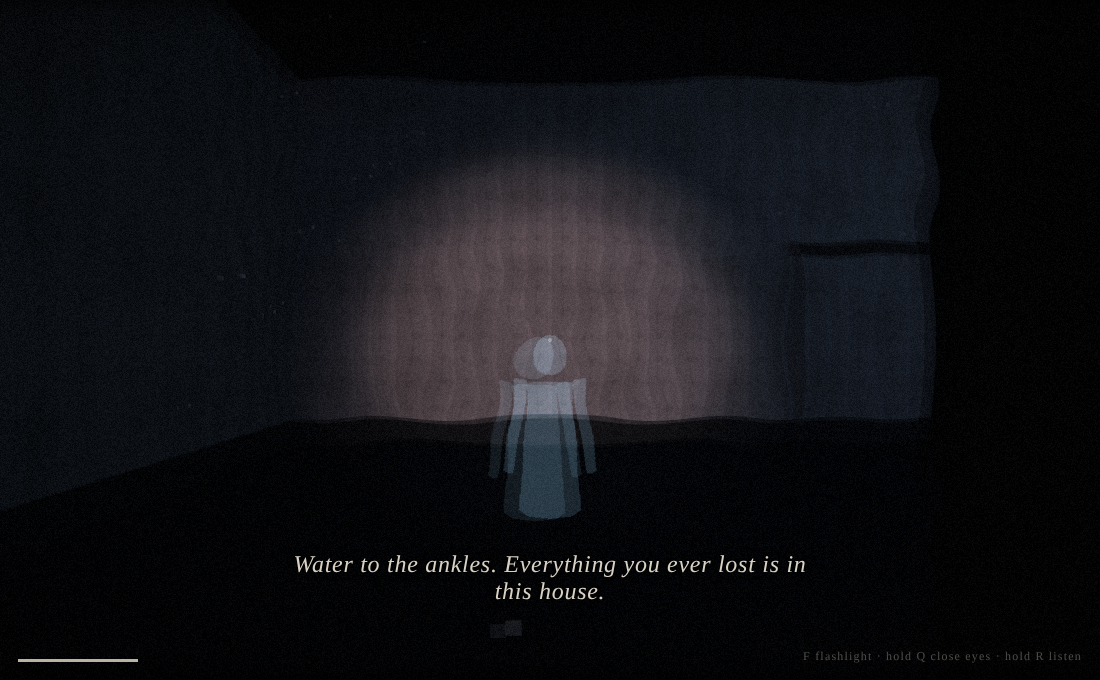 Water to the ankles. Everything you ever lost is in
this house.
F flashlight · hold Q close eyes · hold R listen